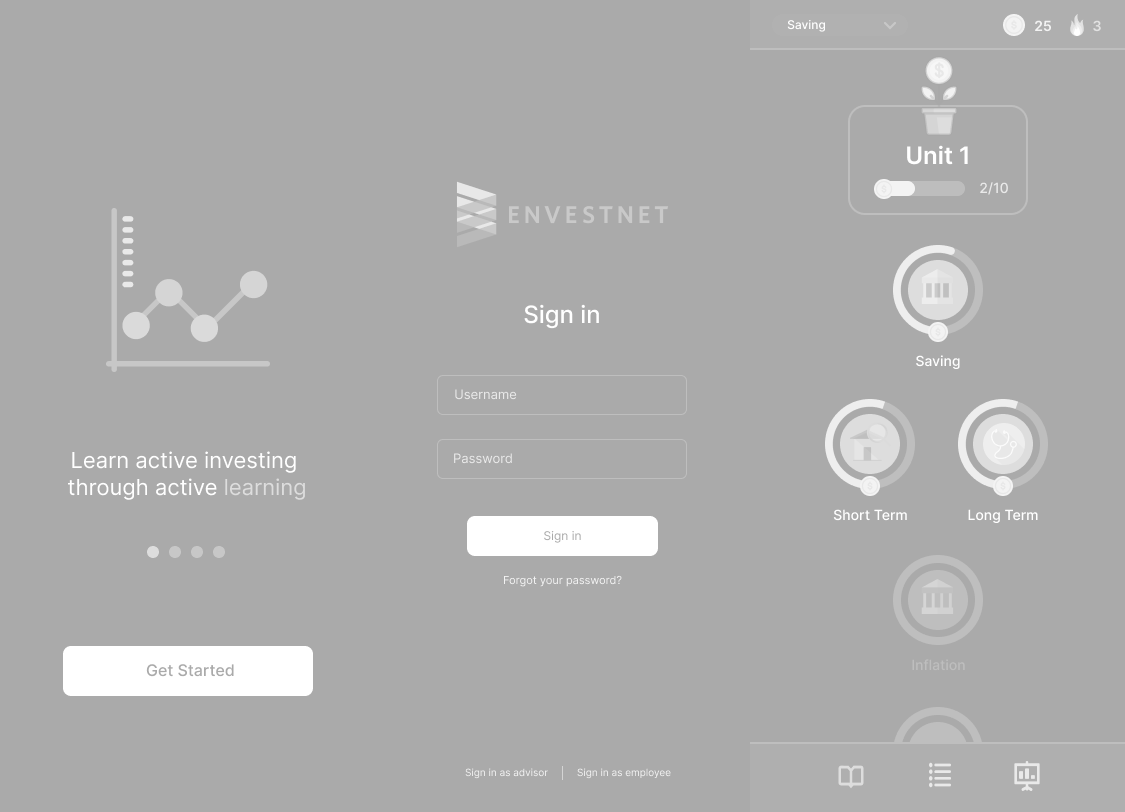 Learn active investing
through active learning
Get Started
ENVESTNET
Sign in
Username
Password
Sign in
Forgot your password?
Sign in as advisor
Sign in as employee
Saving
25
3
$
Unit 1
2/10
Saving
Short Term
Long Term
Inflation